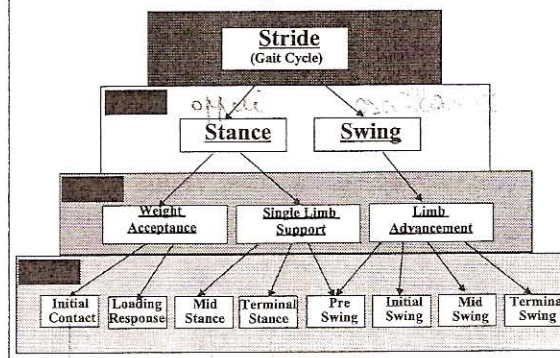 Stride
(Gait Cycle)
Stance
Swing
Weight
Acceptance
Single Limb
Support
Limb
Advancement
Initial
Contact
Loading
Response
Mid
Stance
Terminal
Stance
Pre
Swing
Initial
Swing
Mid
Swing
Termina
Swing